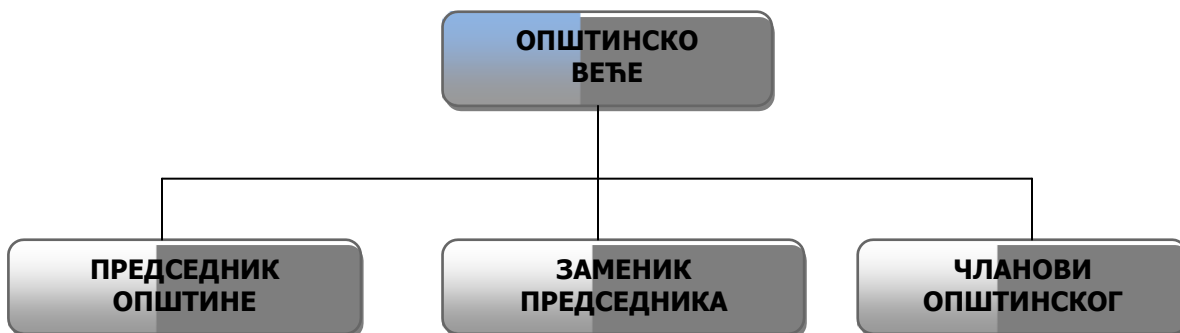 ОПШТИНСКО
ВЕЋЕ
ПРЕДСЕДНИК
ОПШТИНЕ
ЗАМЕНИК
ПРЕДСЕДНИКА
ЧЛАНОВИ
ОПШТИНСКОГ